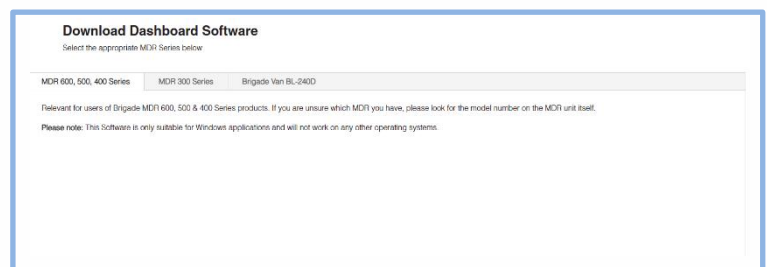 Download Dashboard Software
Select the appropriate MDR Series below
MDR 600, 500, 400 Series MDR 300 Series Brigade Van BL-240D
Relevant for users of Brigade MDR 600, 500 & 400 Series products. If you are unsure which MDR you have, please look for the model number on the MDR unit itself.
Please note: This Software is only suitable for Windows applications and will not work on any other operating systems.